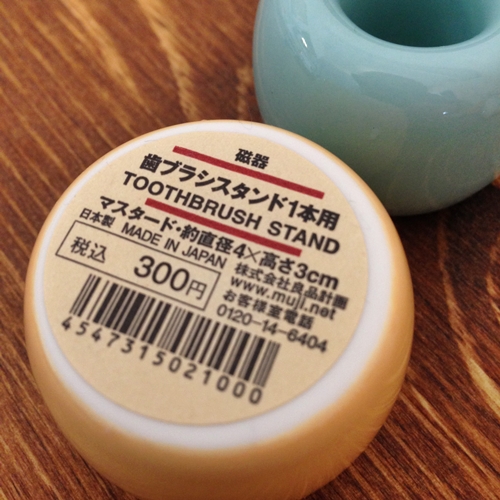 磁器
歯ブラシスタンド1本用
TOOTHBRUSH STAND
マスタード・約直径4×高さ3cm
日本製 MADE IN JAPAN
税込 300円
株式会社良品計画
www.muji.net
お客様室電話
0120-14-6404
4547315021000